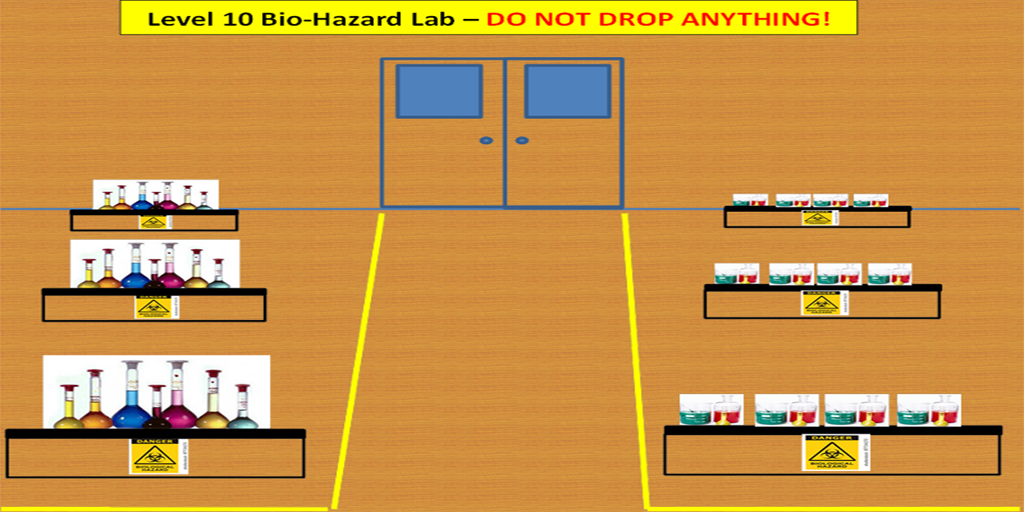 Level 10 Bio-Hazard Lab – DO NOT DROP ANYTHING!
DANGER
BIOLOGICAL
HAZARD
DANGER
BIOLOGICAL
HAZARD
DANGER
BIOLOGICAL
HAZARD
DANGER
BIOLOGICAL
HAZARD